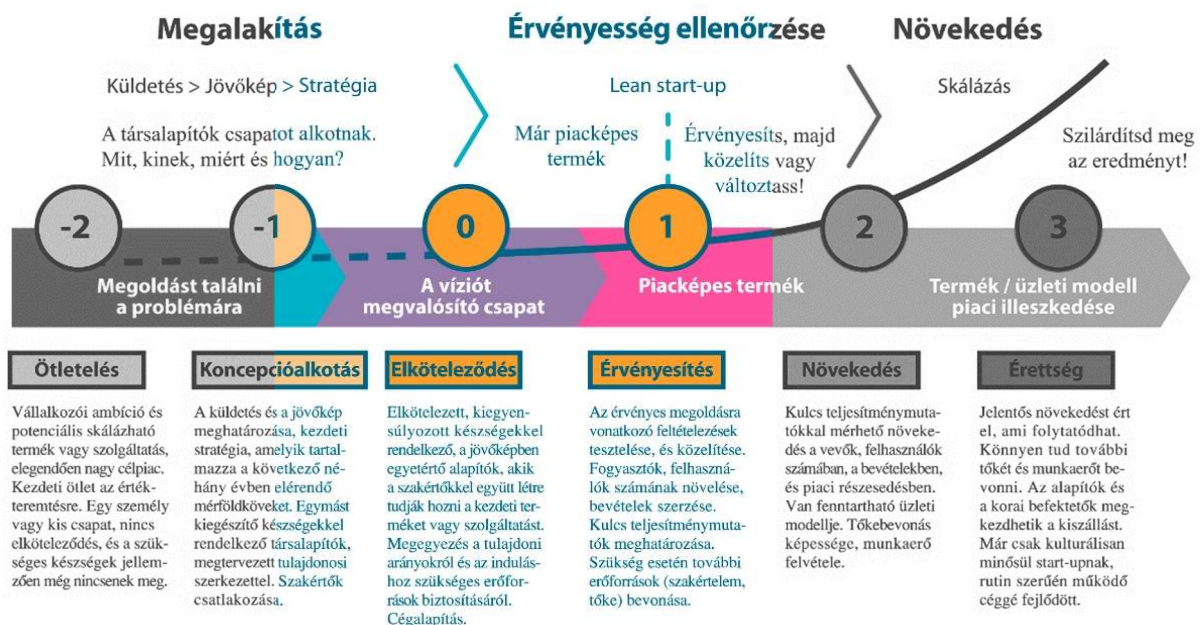 Megalakítás
Érvényesség ellenőrzése
Növekedés
Küldetés > Jövőkép > Stratégia
Lean start-up
Skálázás
A társalapítók csapatot alkotnak.
Mit, kinek, miért és hogyan?
Már piacképes
termék
Érvényesíts, majd
közelíts vagy
változtass!
Szilárdítsd meg
az eredményt!
-2
-1
0
1
2
3
Megoldást találni
a problémára
A víziót
megvalósító csapat
Piacképes termék
Termék / üzleti modell
piaci illeszkedése
Ötletelés
Vállalkozói ambíció és
potenciális skálázható
termék vagy szolgáltatás,
elegendően nagy célpiac.
Kezdeti ötlet az érték-
teremtésre. Egy személy
vagy kis csapat, nincs
elköteleződés, és a szük-
séges készségek jellem-
zően még nincsenek meg.
Koncepcióalkotás
A küldetés és a jövőkép
meghatározása, kezdeti
stratégia, amelyik tartal-
mazza a következő né-
hány évben elérendő
mérföldköveket. Egymást
kiegészítő készségekkel
rendelkező társalapítók,
megtervezett tulajdonosi
szerkezettel. Szakértők
csatlakozása.
Elköteleződés
Elkötelezett, kiegyen-
súlyozott készségekkel
rendelkező, a jövőképben
egyetértő alapítók, akik
a szakértőkkel együtt létre
tudják hozni a kezdeti ter-
méket vagy szolgáltatást.
Megegyezés a tulajdoni
arányokról és az indulás-
hoz szükséges erőfor-
rások biztosításáról.
Cégalapítás.
Érvényesítés
Az érvényes megoldásra
vonatkozó feltételezések
tesztelése, és közelítése.
Fogyasztók, felhaszná-
lók számának növelése,
bevételek szerzése.
Kulcs teljesítménymuta-
tók meghatározása.
Szükség esetén további
erőforrások (szakértelem,
tőke) bevonása.
Növekedés
Kulcs teljesítménymuta-
tókkal mérhető növeke-
dés a vevők, felhasználók
számában, a bevételekben,
és piaci részesedésben.
Van fenntartható üzleti
modellje. Tőkebevonás
képessége, munkaerő
felvétele.
Érettség
Jelentős növekedést ért
el, ami folytatódhat.
Könnyen tud további
tőkét és munkaerőt be-
vonni. Az alapítók és
a korai befektetők meg-
kezdhetik a kiszállást.
Már csak kulturálisan
minősül start-upnak,
rutin szerűen működő
céggé fejlődött.